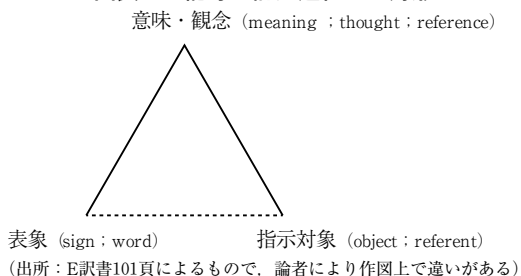 意味・観念（meaning ；thought；reference）
表象（sign；word）
指示対象（object；referent）
（出所：E訳書101頁によるもので，論者により作図上で違いがある）